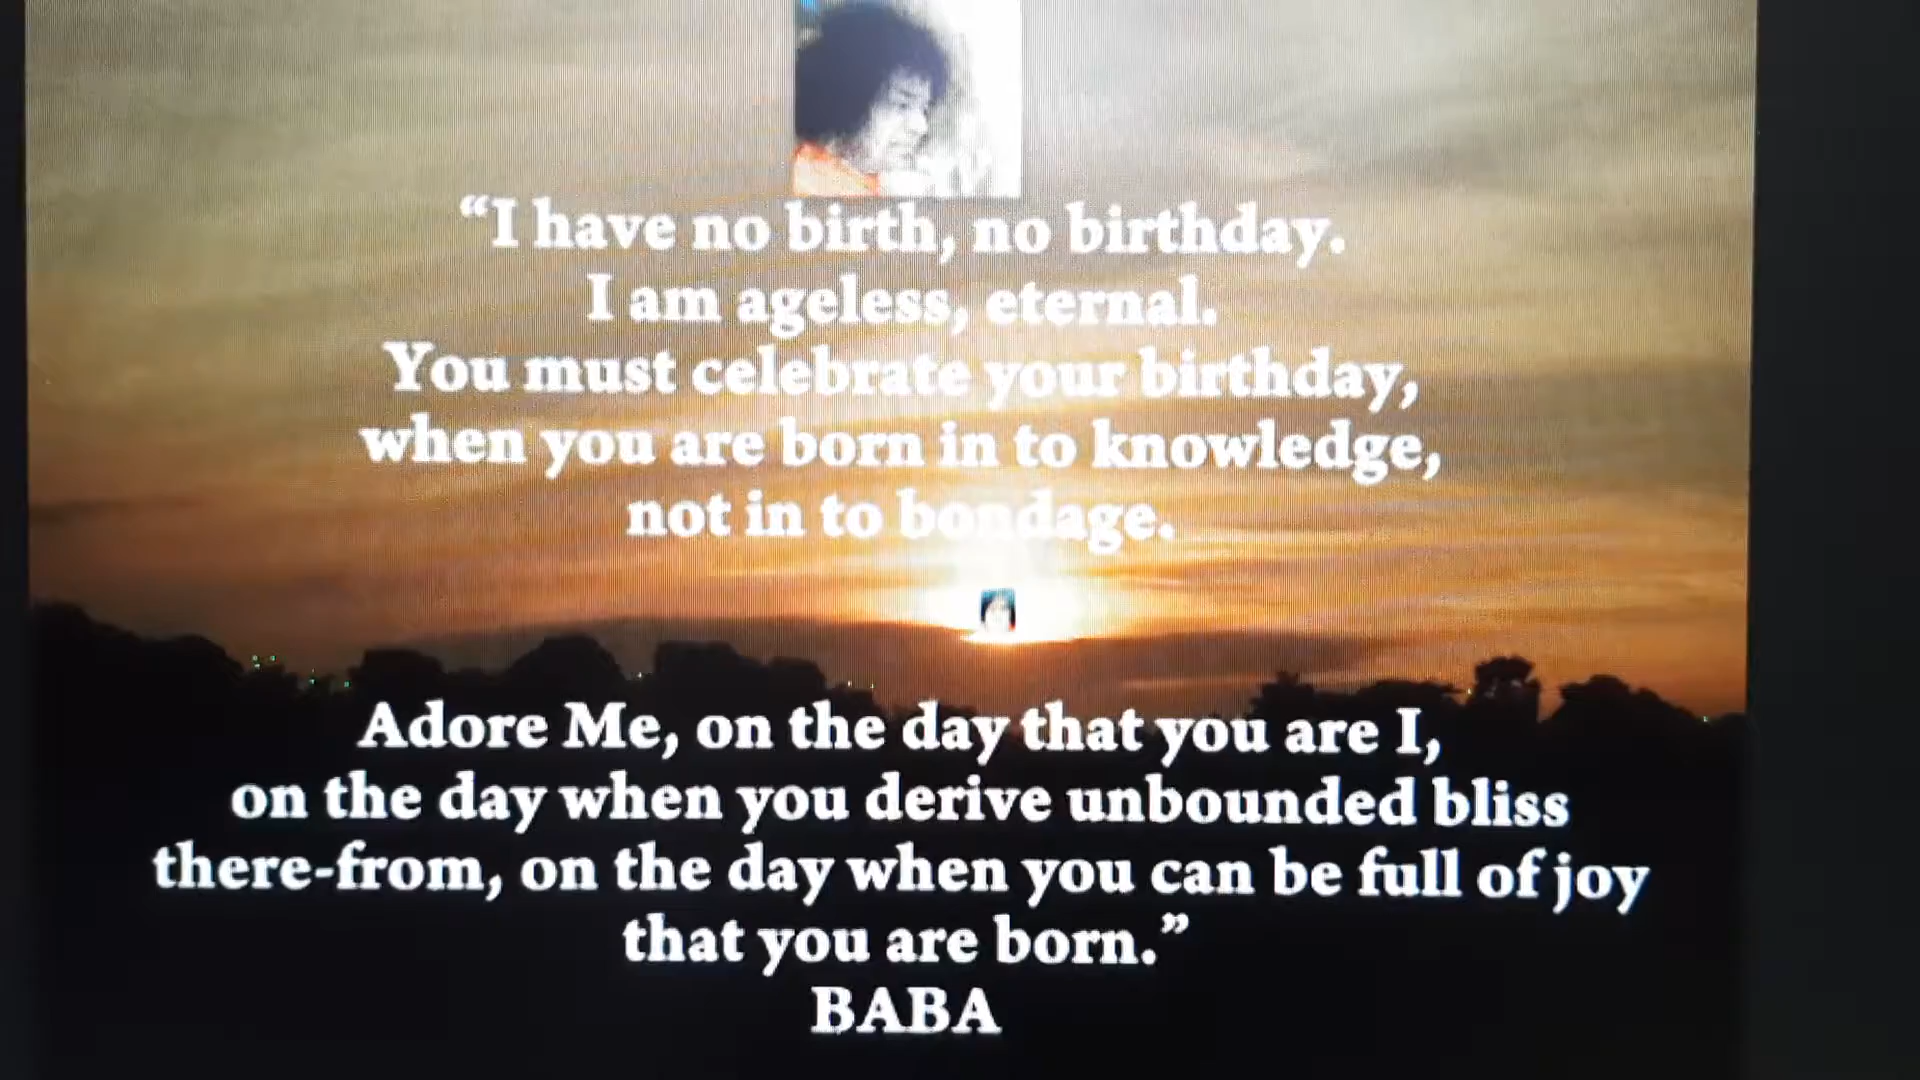 “I have no birth, no birthday.
I am ageless, eternal.
You must celebrate your birthday,
when you are born in to knowledge,
not in to bondage.
Adore Me, on the day that you are I,
on the day when you derive unbounded bliss
there-from, on the day when you can be full of joy
that you are born.”
BABA